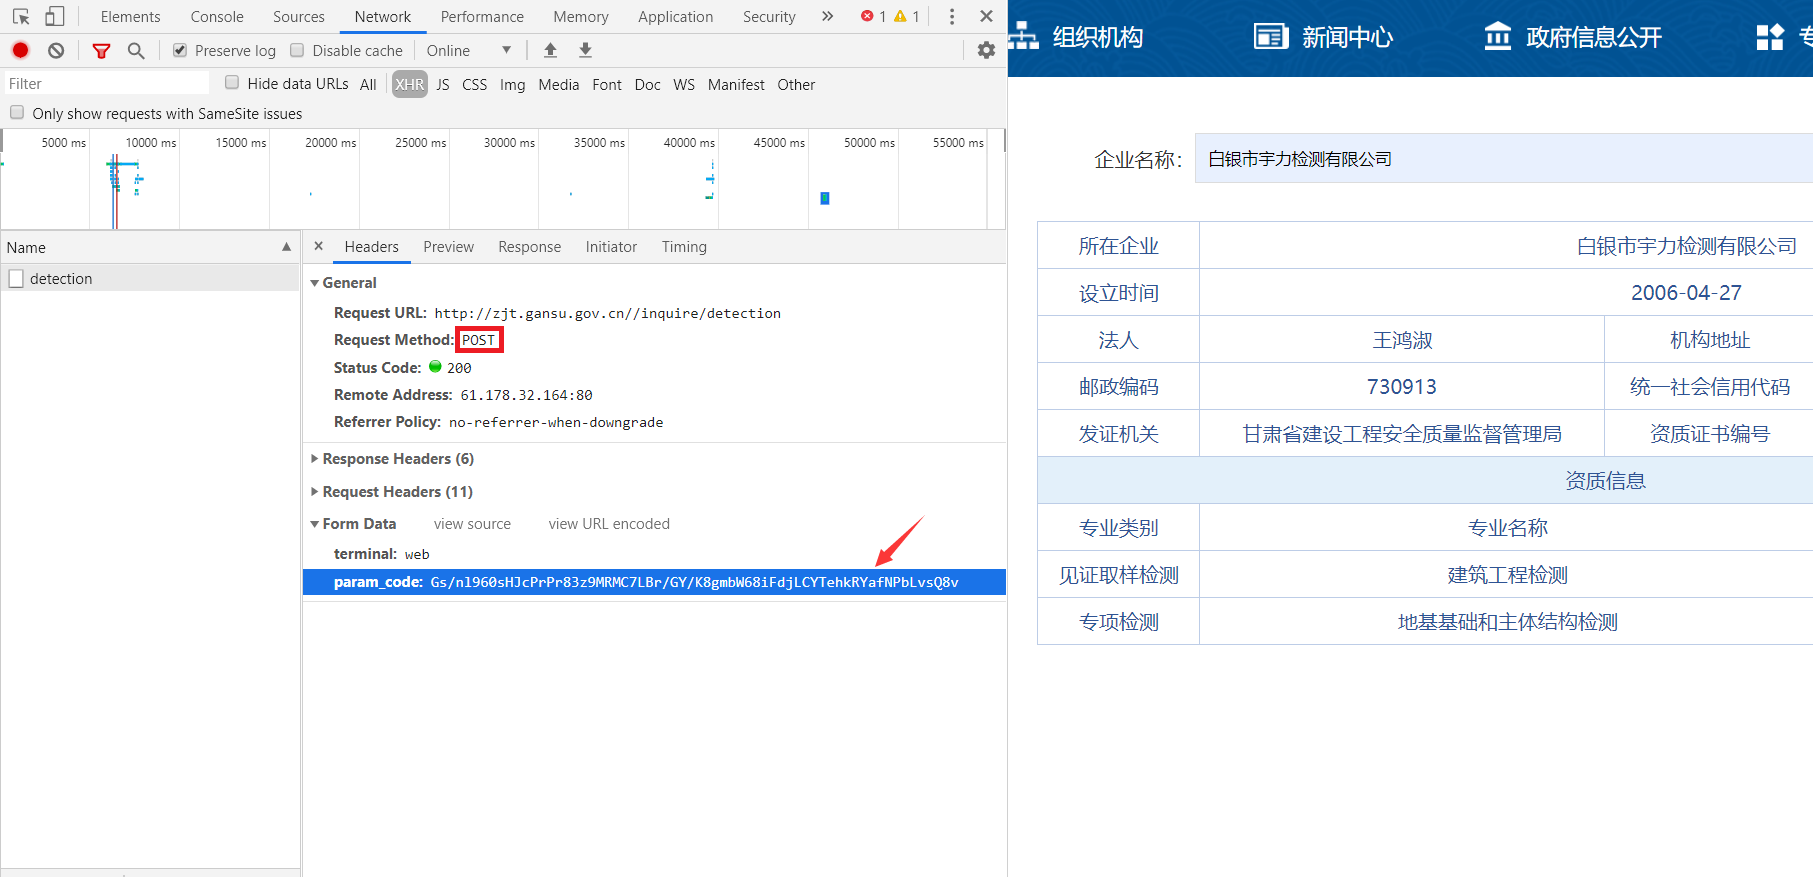 Elements Console Sources Network Performance Memory Application Security » 1 1
Preserve log Disable cache Online
Filter Hide data URLs All XHR JS CSS Img Media Font Doc WS Manifest Other
Only show requests with SameSite issues
5000 ms 10000 ms 15000 ms 20000 ms 25000 ms 30000 ms 35000 ms 40000 ms 45000 ms 50000 ms 55000 ms
Name
detection
Headers Preview Response Initiator Timing
General
Request URL: http://zjt.gansu.gov.cn//inquire/detection
Request Method: POST
Status Code: 200
Remote Address: 61.178.32.164:80
Referrer Policy: no-referrer-when-downgrade
Response Headers (6)
Request Headers (11)
Form Data view source view URL encoded
terminal: web
param_code: Gs/nl960sHJcPrPr83z9MRMC7LBr/GY/K8gmbW68iFdjLCYTehkRYafNPbLvsQ8v
组织机构 新闻中心 政府信息公开
企业名称: 白银市宇力检测有限公司
所在企业 白银市宇力检测有限公司
设立时间 2006-04-27
法人 王鸿淑 机构地址
邮政编码 730913 统一社会信用代码
发证机关 甘肃省建设工程安全质量监督管理局 资质证书编号
资质信息
专业类别 专业名称
见证取样检测 建筑工程检测
专项检测 地基基础和主体结构检测